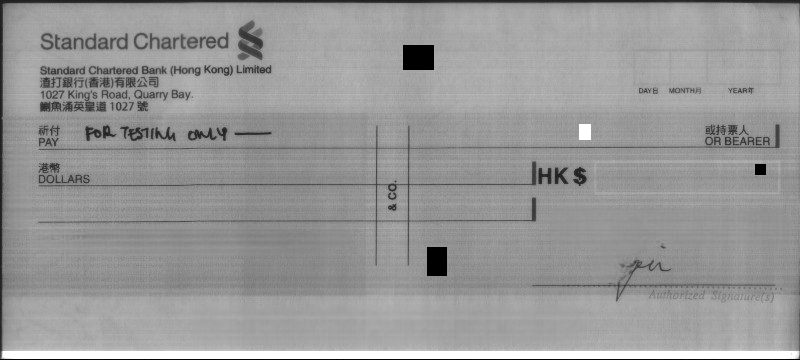 Standard Chartered
Standard Chartered Bank (Hong Kong) Limited
渣打銀行(香港)有限公司
1027 King's Road, Quarry Bay.
鰂魚涌英皇道 1027 號
DAY日 MONTH月 YEAR年
祈付
PAY
FOR TESTING ONLY
或持票人
OR BEARER
港幣
DOLLARS
HK $
& CO.
Authorized Signature(s)